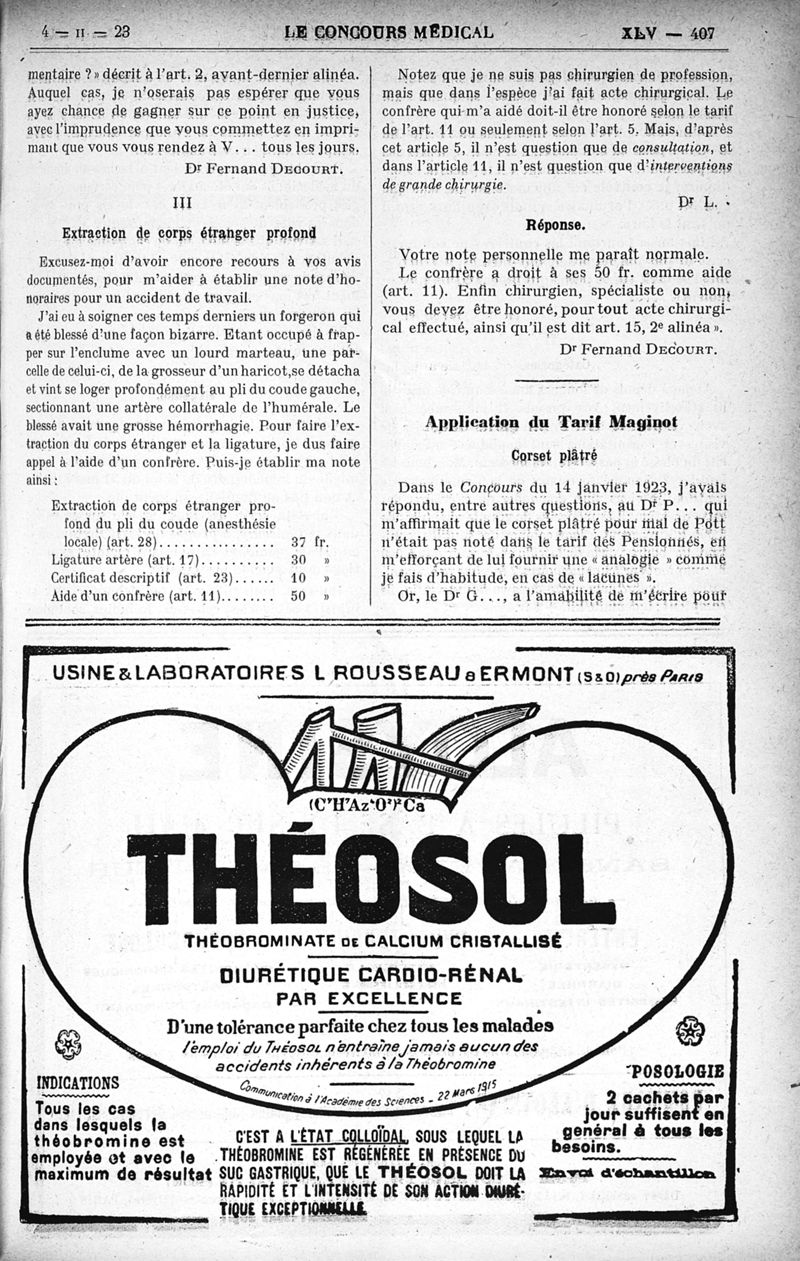 4 — II — 23
LE CONCOURS MÉDICAL
XLV — 407
mentaire ? » décrit à l'art. 2, avant-dernier alinéa.
Auquel cas, je n'oserais pas espérer que vous
ayez chance de gagner sur ce point en justice,
avec l'imprudence que vous commettez en impri-
mant que vous vous rendez à V... tous les jours.
Dr Fernand DECOURT.
III
Extraction de corps étranger profond
Excusez-moi d'avoir encore recours à vos avis
documentés, pour m'aider à établir une note d'ho-
noraires pour un accident de travail.
J'ai eu à soigner ces temps derniers un forgeron qui
a été blessé d'une façon bizarre. Etant occupé à frap-
per sur l'enclume avec un lourd marteau, une par-
celle de celui-ci, de la grosseur d'un haricot, se détacha
et vint se loger profondément au pli du coude gauche,
sectionnant une artère collatérale de l'humérale. Le
blessé avait une grosse hémorrhagie. Pour faire l'ex-
traction du corps étranger et la ligature, je dus faire
appel à l'aide d'un confrère. Puis-je établir ma note
ainsi :
Extraction de corps étranger pro-
fond du pli du coude (anesthésie
locale) (art. 28)................ 37 fr.
Ligature artère (art. 17).......... 30 »
Certificat descriptif (art. 23)...... 10 »
Aide d'un confrère (art. 11)........ 50 »
Notez que je ne suis pas chirurgien de profession,
mais que dans l'espèce j'ai fait acte chirurgical. Le
confrère qui m'a aidé doit-il être honoré selon le tarif
de l'art. 11 ou seulement selon l'art. 5. Mais, d'après
cet article 5, il n'est question que de consultation, et
dans l'article 11, il n'est question que d'interventions
de grande chirurgie.
Dr L.
Réponse.
Votre note personnelle me paraît normale.
Le confrère a droit à ses 50 fr. comme aide
(art. 11). Enfin chirurgien, spécialiste ou non,
vous devez être honoré, pour tout acte chirurgi-
cal effectué, ainsi qu'il est dit art. 15, 2e alinéa ».
Dr Fernand DECOURT.
Application du Tarif Maginot
Corset plâtré
Dans le Concours du 14 janvier 1923, j'avais
répondu, entre autres questions, au Dr P... qui
m'affirmait que le corset plâtré pour mal de Pott
n'était pas noté dans le tarif des Pensionnés, en
m'efforçant de lui fournir une « analogie » comme
je fais d'habitude, en cas de « lacunes ».
Or, le Dr G..., a l'amabilité de m'écrire pour
USINE & LABORATOIRES L ROUSSEAU à ERMONT (S & O) près PARIS
(C7H7Az4O2)2Ca
THÉOSOL
THÉOBROMINATE DE CALCIUM CRISTALLISÉ
DIURÉTIQUE CARDIO-RÉNAL
PAR EXCELLENCE
D'une tolérance parfaite chez tous les malades
l'emploi du THÉOSOL n'entraîne jamais aucun des
accidents inhérents à la Théobromine
Communication à l'Académie des Sciences - 22 Mars 1915
INDICATIONS
Tous les cas
dans lesquels la
théobromine est
employée et avec le
maximum de résultat
C'EST A L'ÉTAT COLLOÏDAL SOUS LEQUEL LA
THÉOBROMINE EST RÉGÉNÉRÉE EN PRÉSENCE DU
SUC GASTRIQUE, QUE LE THÉOSOL DOIT LA
RAPIDITÉ ET L'INTENSITÉ DE SON ACTION DIURÉ-
TIQUE EXCEPTIONNELLE.
POSOLOGIE
2 cachets par
jour suffisent en
général à tous les
besoins.
Envoi d'échantillon